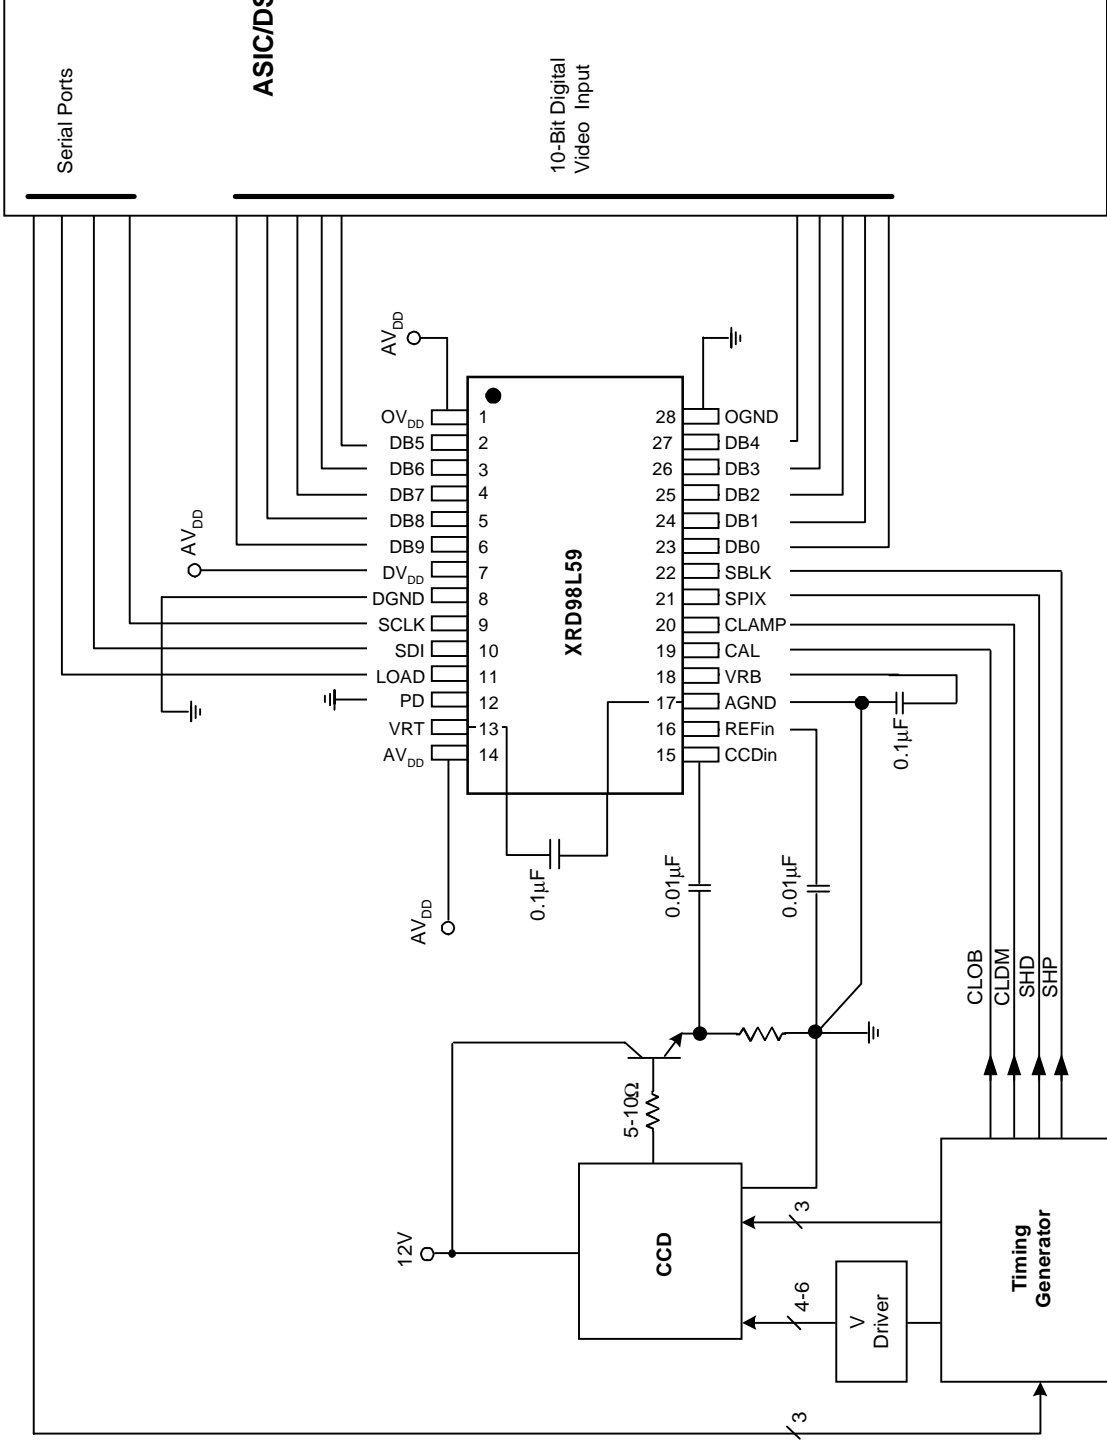 Serial Ports
ASIC/DS
10-Bit Digital
Video Input
AVDD
OVDD 1
DB5 2
DB6 3
DB7 4
DB8 5
DB9 6
AVDD
DVDD 7
DGND 8
SCLK 9
SDI 10
LOAD 11
PD 12
VRT 13
AVDD 14
XRD98L59
28 OGND
27 DB4
26 DB3
25 DB2
24 DB1
23 DB0
22 SBLK
21 SPIX
20 CLAMP
19 CAL
18 VRB
17 AGND
16 REFin
15 CCDin
0.1µF
0.1µF
AVDD
0.01µF
0.01µF
CLOB
CLDM
SHD
SHP
5-10Ω
12V
CCD
3
4-6
V
Driver
Timing
Generator
3